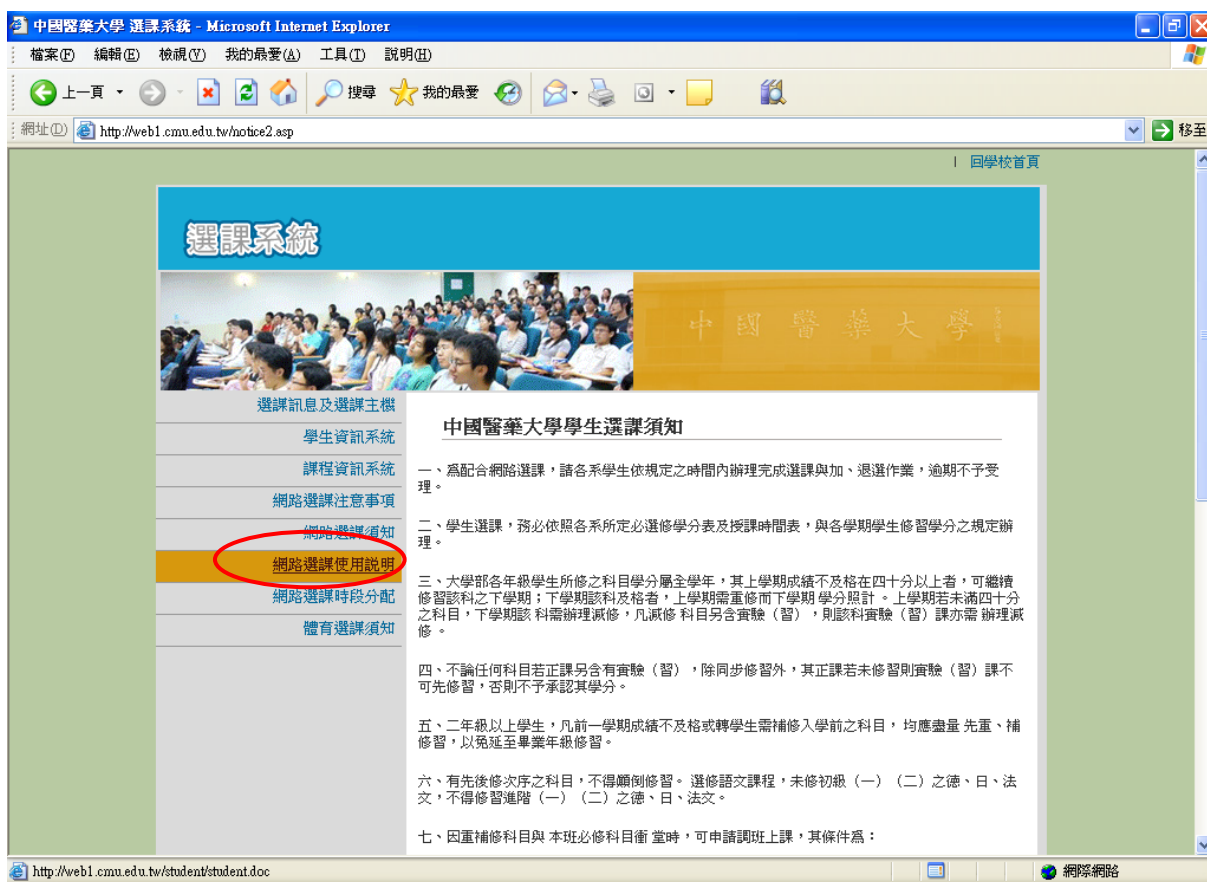 中國醫藥大學 選課系統 - Microsoft Internet Explorer
檔案(F) 編輯(E) 檢視(V) 我的最愛(A) 工具(T) 說明(H)
上一頁 搜尋 我的最愛
網址(D) http://web1.cmu.edu.tw/notice2.asp 移至
| 回學校首頁
選課系統
中國醫藥大學
選課訊息及選課主機
學生資訊系統
課程資訊系統
網路選課注意事項
網路選課須知
網路選課使用說明
網路選課時段分配
體育選課須知
中國醫藥大學學生選課須知
一、為配合網路選課，請各系學生依規定之時間內辦理完成選課與加、退選作業，逾期不予受
理。
二、學生選課，務必依照各系所定必選修學分表及授課時間表，與各學期學生修習學分之規定辦
理。
三、大學部各年級學生所修之科目學分屬全學年，其上學期成績不及格在四十分以上者，可繼續
修習該科之下學期；下學期該科及格者，上學期需重修而下學期 學分照計 。上學期若未滿四十分
之科目，下學期該 科需辦理減修，凡減修 科目另含實驗（習），則該科實驗（習）課亦需 辦理減
修 。
四、不論任何科目若正課另含有實驗（習），除同步修習外，其正課若未修習則實驗（習）課不
可先修習，否則不予承認其學分。
五、二年級以上學生，凡前一學期成績不及格或轉學生需補修入學前之科目， 均應盡量 先重、補
修習，以免延至畢業年級修習。
六、有先後修次序之科目，不得顛倒修習。 選修語文課程，未修初級（一）（二）之德、日、法
文，不得修習進階（一）（二）之德、日、法文。
七、因重補修科目與 本班必修科目衝 堂時，可申請調班上課，其條件為：
http://web1.cmu.edu.tw/student/student.doc 網際網路